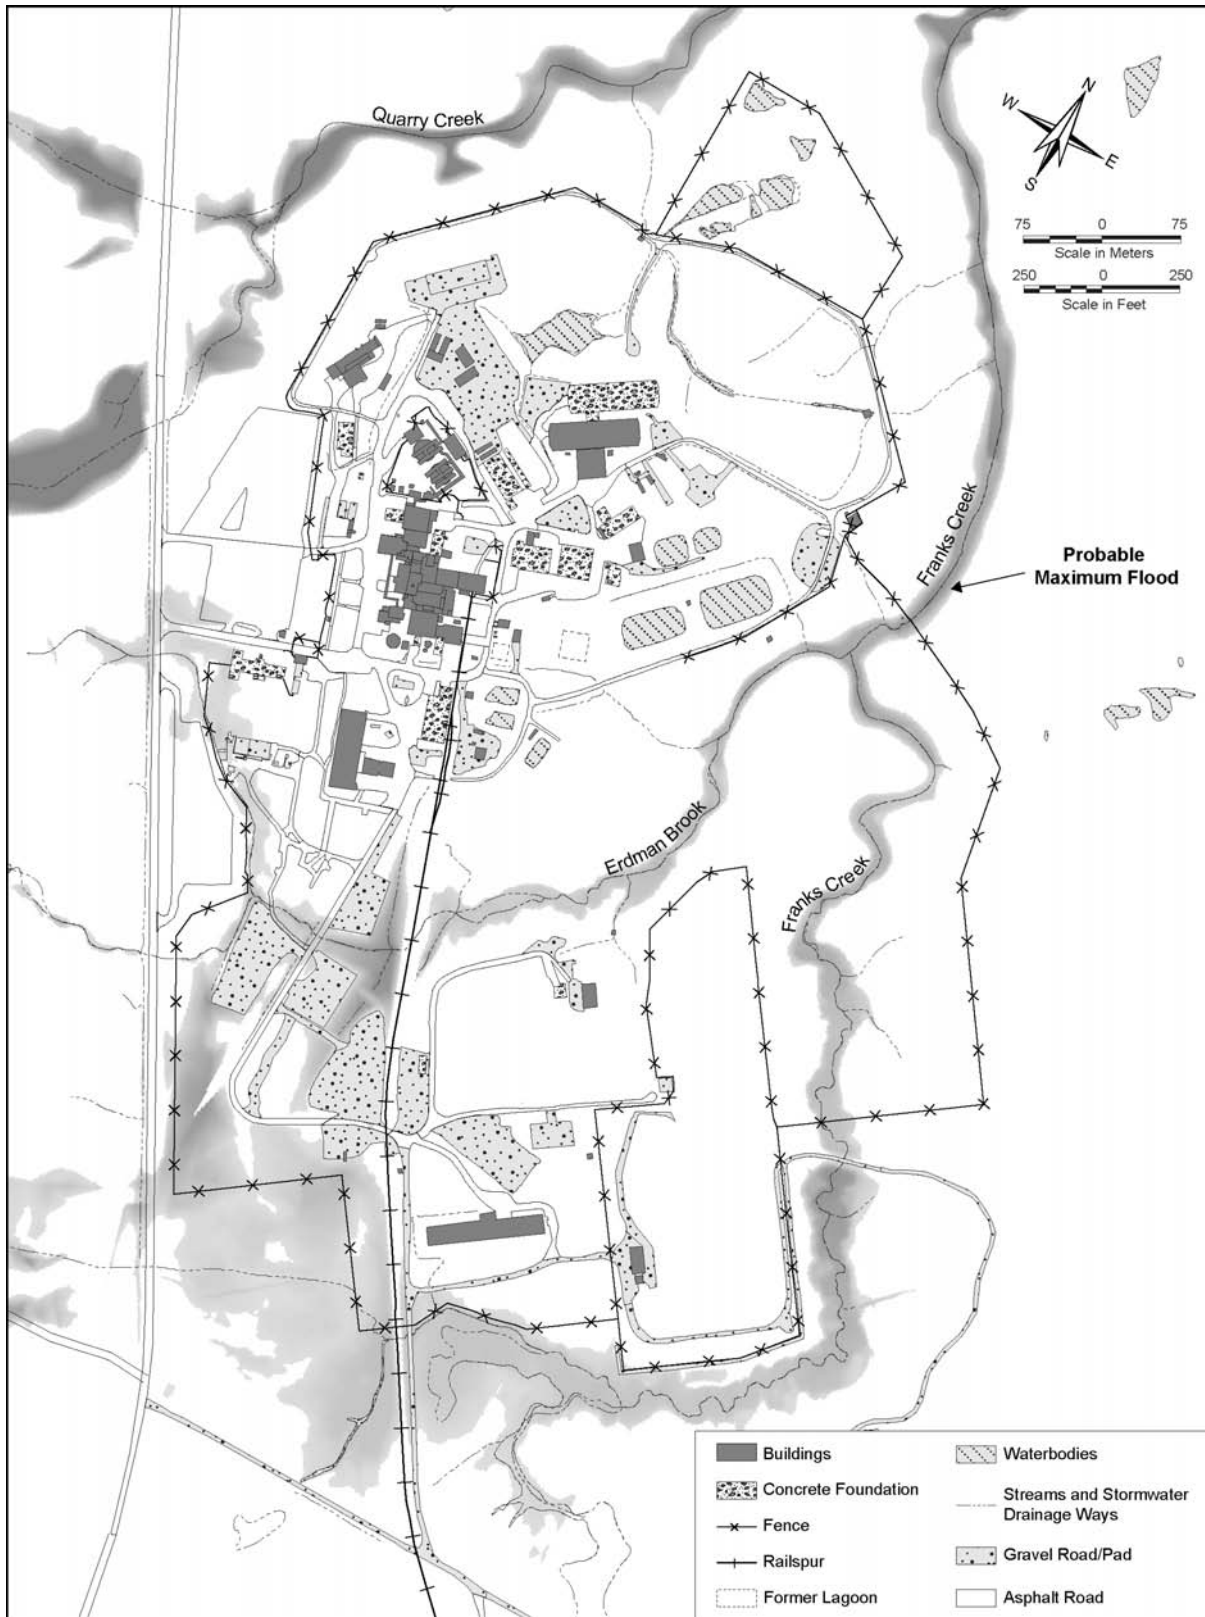 Quarry Creek
N
W
E
S
75 0 75
Scale in Meters
250 0 250
Scale in Feet
Franks Creek
Probable
Maximum Flood
Erdman Brook
Franks Creek
Buildings
Concrete Foundation
Fence
Railspur
Former Lagoon
Waterbodies
Streams and Stormwater
Drainage Ways
Gravel Road/Pad
Asphalt Road